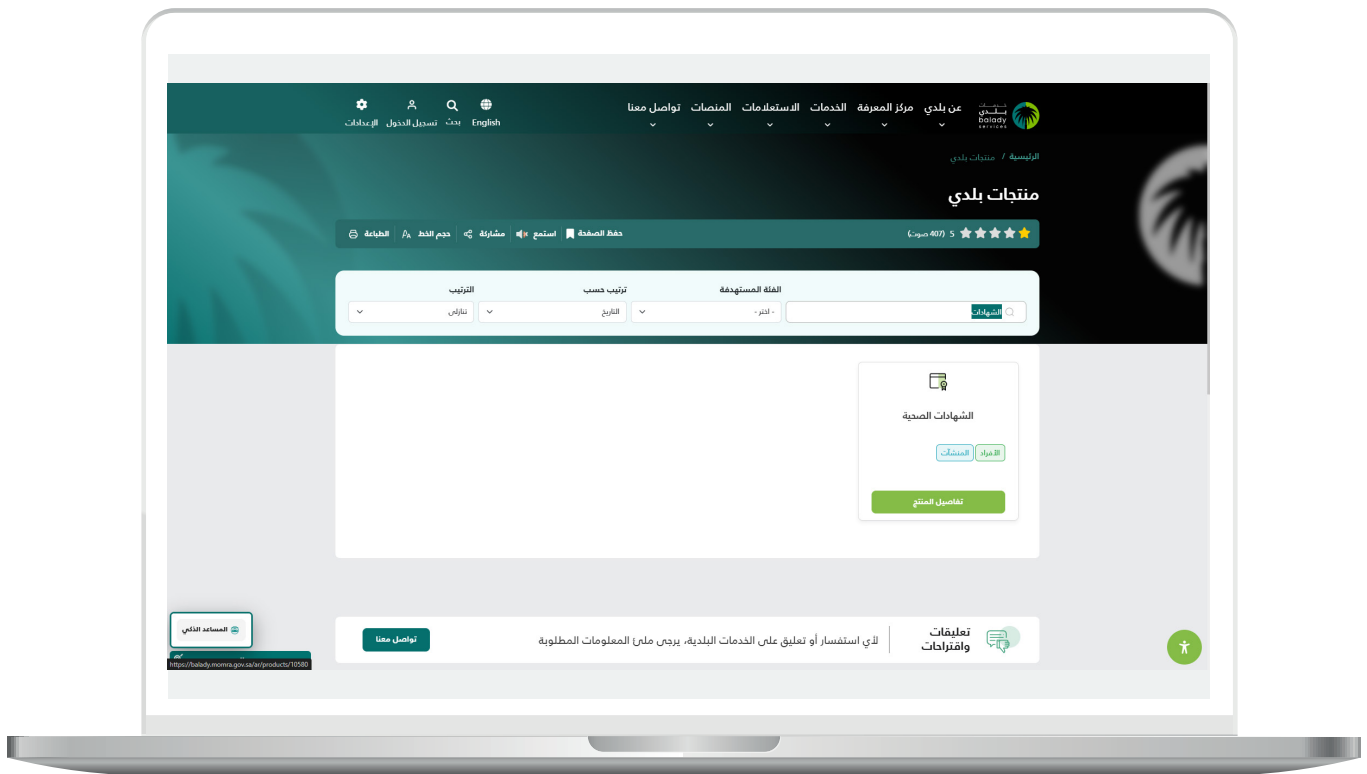 خدمات
بـلـدي
balady
services
عن بلدي مركز المعرفة الخدمات الاستعلامات المنصات تواصل معنا
English
بحث
تسجيل الدخول
الإعدادات
الرئيسية / منتجات بلدي
منتجات بلدي
5 (407 صوت)
حفظ الصفحة استمع مشاركة حجم الخط الطباعة
الفئة المستهدفة ترتيب حسب الترتيب
الشهادات - اختر - التاريخ تنازلى
الشهادات الصحية
الأفراد المنشآت
تفاصيل المنتج
المساعد الذكي
تعليقات
واقتراحات
لأي استفسار أو تعليق على الخدمات البلدية، يرجى ملئ المعلومات المطلوبة
تواصل معنا
https://balady.momra.gov.sa/ar/products/10580